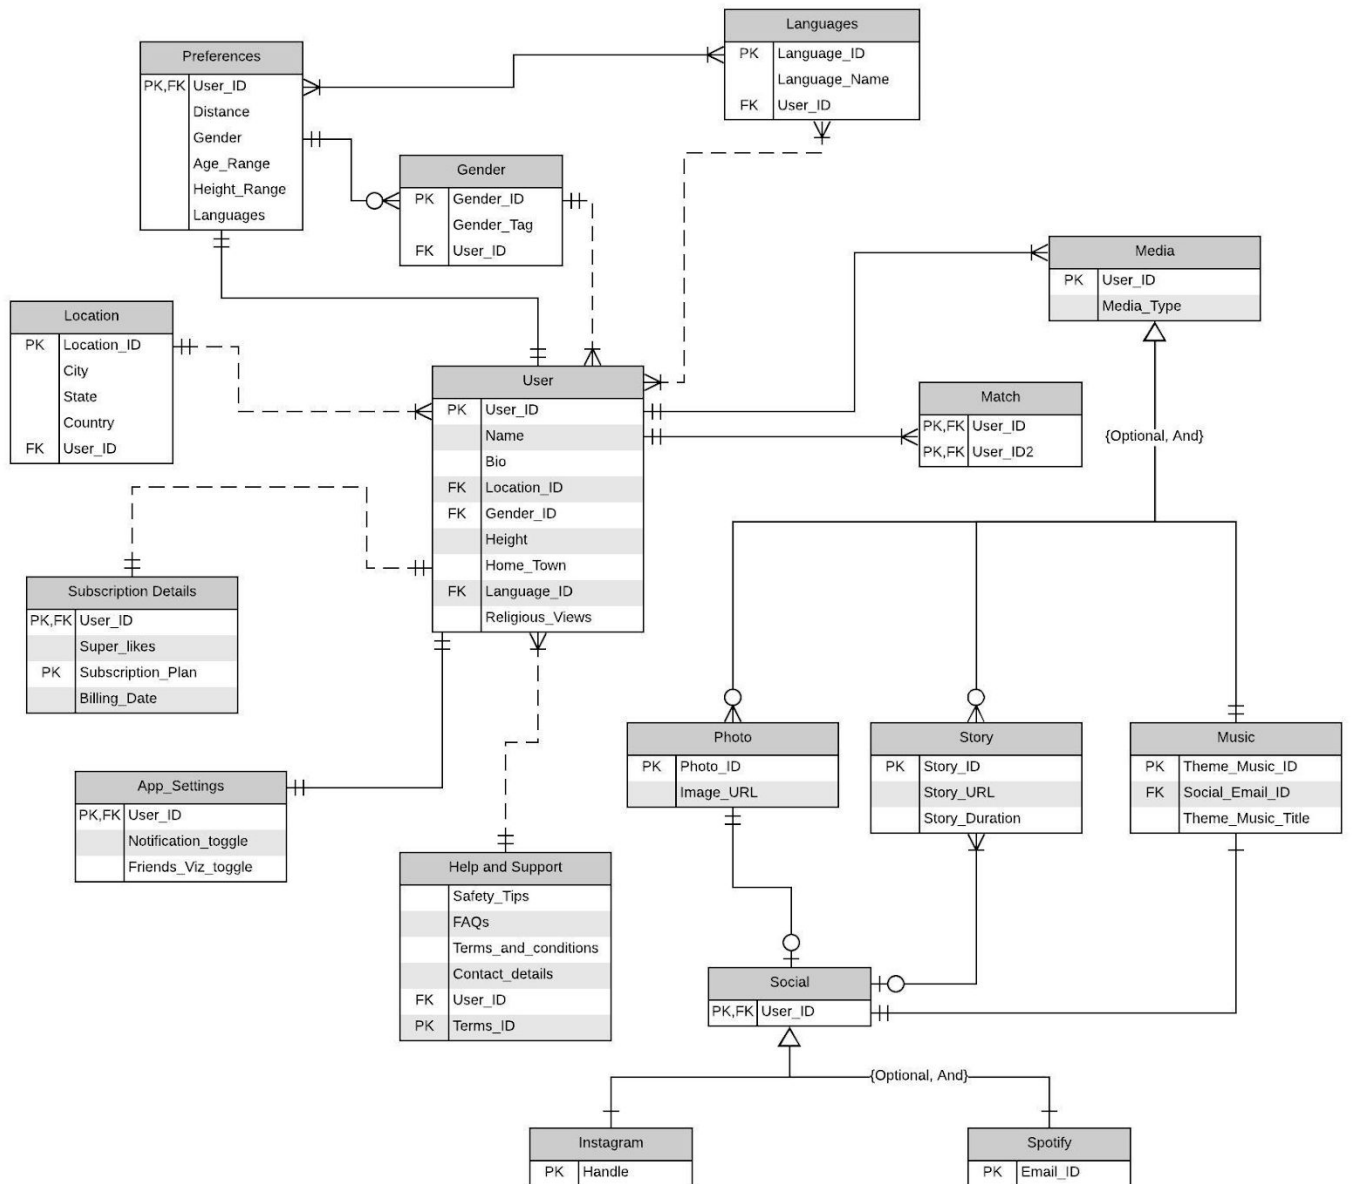 Languages
PK Language_ID
Language_Name
FK User_ID
Preferences
PK,FK User_ID
Distance
Gender
Age_Range
Height_Range
Languages
Gender
PK Gender_ID
Gender_Tag
FK User_ID
Media
PK User_ID
Media_Type
Location
PK Location_ID
City
State
Country
FK User_ID
User
PK User_ID
Name
Bio
FK Location_ID
FK Gender_ID
Height
Home_Town
FK Language_ID
Religious_Views
Match
PK,FK User_ID
PK,FK User_ID2
{Optional, And}
Subscription Details
PK,FK User_ID
Super_likes
PK Subscription_Plan
Billing_Date
Photo
PK Photo_ID
Image_URL
Story
PK Story_ID
Story_URL
Story_Duration
Music
PK Theme_Music_ID
FK Social_Email_ID
Theme_Music_Title
App_Settings
PK,FK User_ID
Notification_toggle
Friends_Viz_toggle
Help and Support
Safety_Tips
FAQs
Terms_and_conditions
Contact_details
FK User_ID
PK Terms_ID
Social
PK,FK User_ID
{Optional, And}
Instagram
PK Handle
Spotify
PK Email_ID